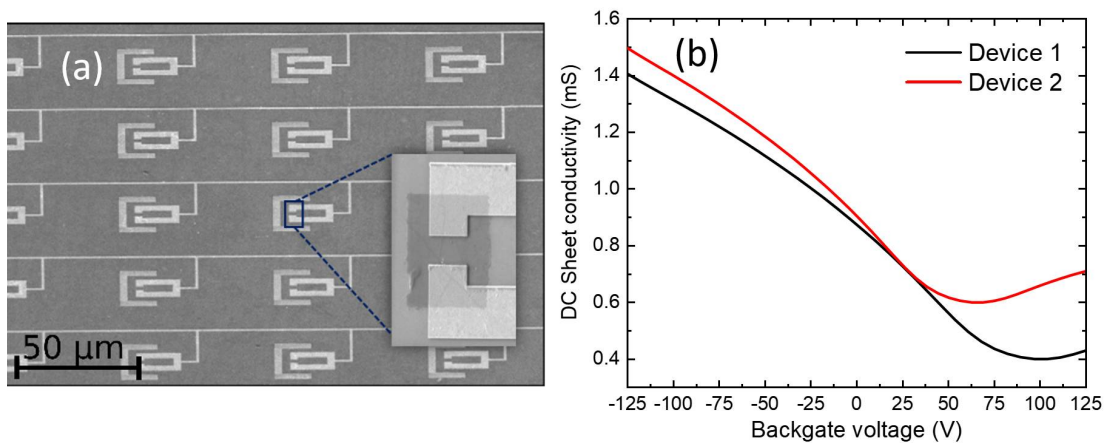 (a)
50 μm
(b)
Device 1
Device 2
DC Sheet conductivity (mS)
1.6
1.4
1.2
1.0
0.8
0.6
0.4
-125 -100 -75 -50 -25 0 25 50 75 100 125
Backgate voltage (V)